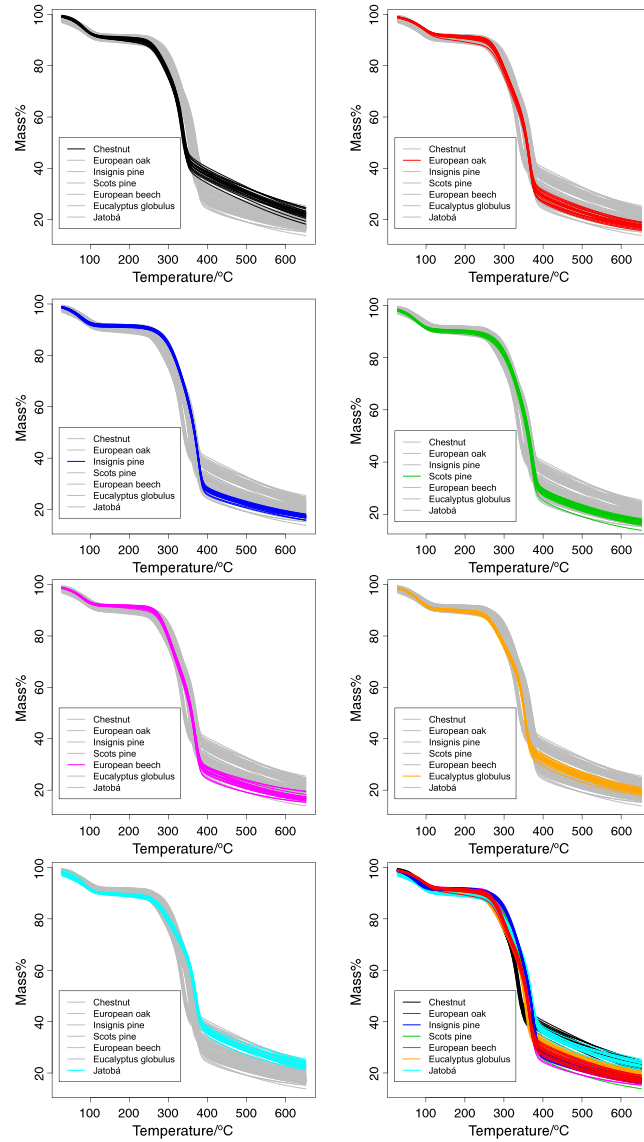 100
80
60
40
20
Mass%
Chestnut
European oak
Insignis pine
Scots pine
European beech
Eucalyptus globulus
Jatobá
100 200 300 400 500 600
Temperature/ºC
100
80
60
40
20
Mass%
Chestnut
European oak
Insignis pine
Scots pine
European beech
Eucalyptus globulus
Jatobá
100 200 300 400 500 600
Temperature/ºC
100
80
60
40
20
Mass%
Chestnut
European oak
Insignis pine
Scots pine
European beech
Eucalyptus globulus
Jatobá
100 200 300 400 500 600
Temperature/ºC
100
80
60
40
20
Mass%
Chestnut
European oak
Insignis pine
Scots pine
European beech
Eucalyptus globulus
Jatobá
100 200 300 400 500 600
Temperature/ºC
100
80
60
40
20
Mass%
Chestnut
European oak
Insignis pine
Scots pine
European beech
Eucalyptus globulus
Jatobá
100 200 300 400 500 600
Temperature/ºC
100
80
60
40
20
Mass%
Chestnut
European oak
Insignis pine
Scots pine
European beech
Eucalyptus globulus
Jatobá
100 200 300 400 500 600
Temperature/ºC
100
80
60
40
20
Mass%
Chestnut
European oak
Insignis pine
Scots pine
European beech
Eucalyptus globulus
Jatobá
100 200 300 400 500 600
Temperature/ºC
100
80
60
40
20
Mass%
Chestnut
European oak
Insignis pine
Scots pine
European beech
Eucalyptus globulus
Jatobá
100 200 300 400 500 600
Temperature/ºC